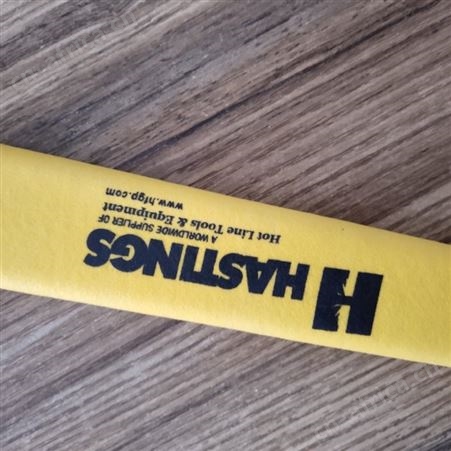 H HASTINGS
A WORLDWIDE SUPPLIER OF
Hot Line Tools & Equipment
www.hfgp.com